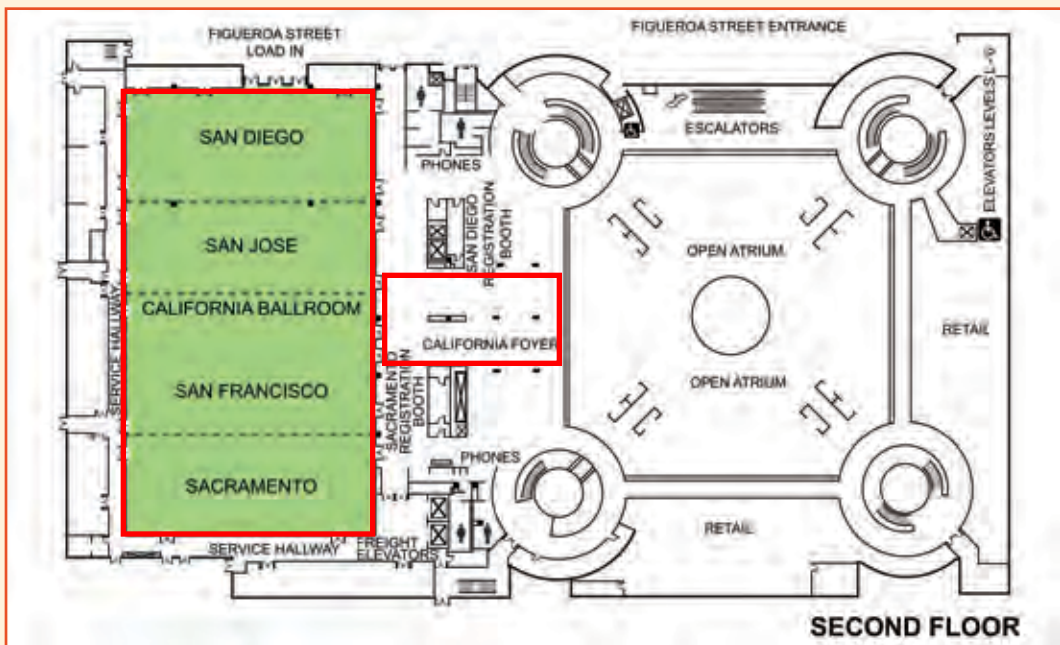 FIGUEROA STREET
LOAD IN
FIGUEROA STREET ENTRANCE
SAN DIEGO
PHONES
ESCALATORS
ELEVATORS LEVELS L-9
SAN JOSE
SAN DIEGO
REGISTRATION
BOOTH
OPEN ATRIUM
CALIFORNIA BALLROOM
SERVICE HALLWAY
CALIFORNIA FOYER
RETAIL
SAN FRANCISCO
SACRAMENTO
REGISTRATION
BOOTH
OPEN ATRIUM
PHONES
SACRAMENTO
SERVICE HALLWAY
FREIGHT
ELEVATORS
RETAIL
SECOND FLOOR